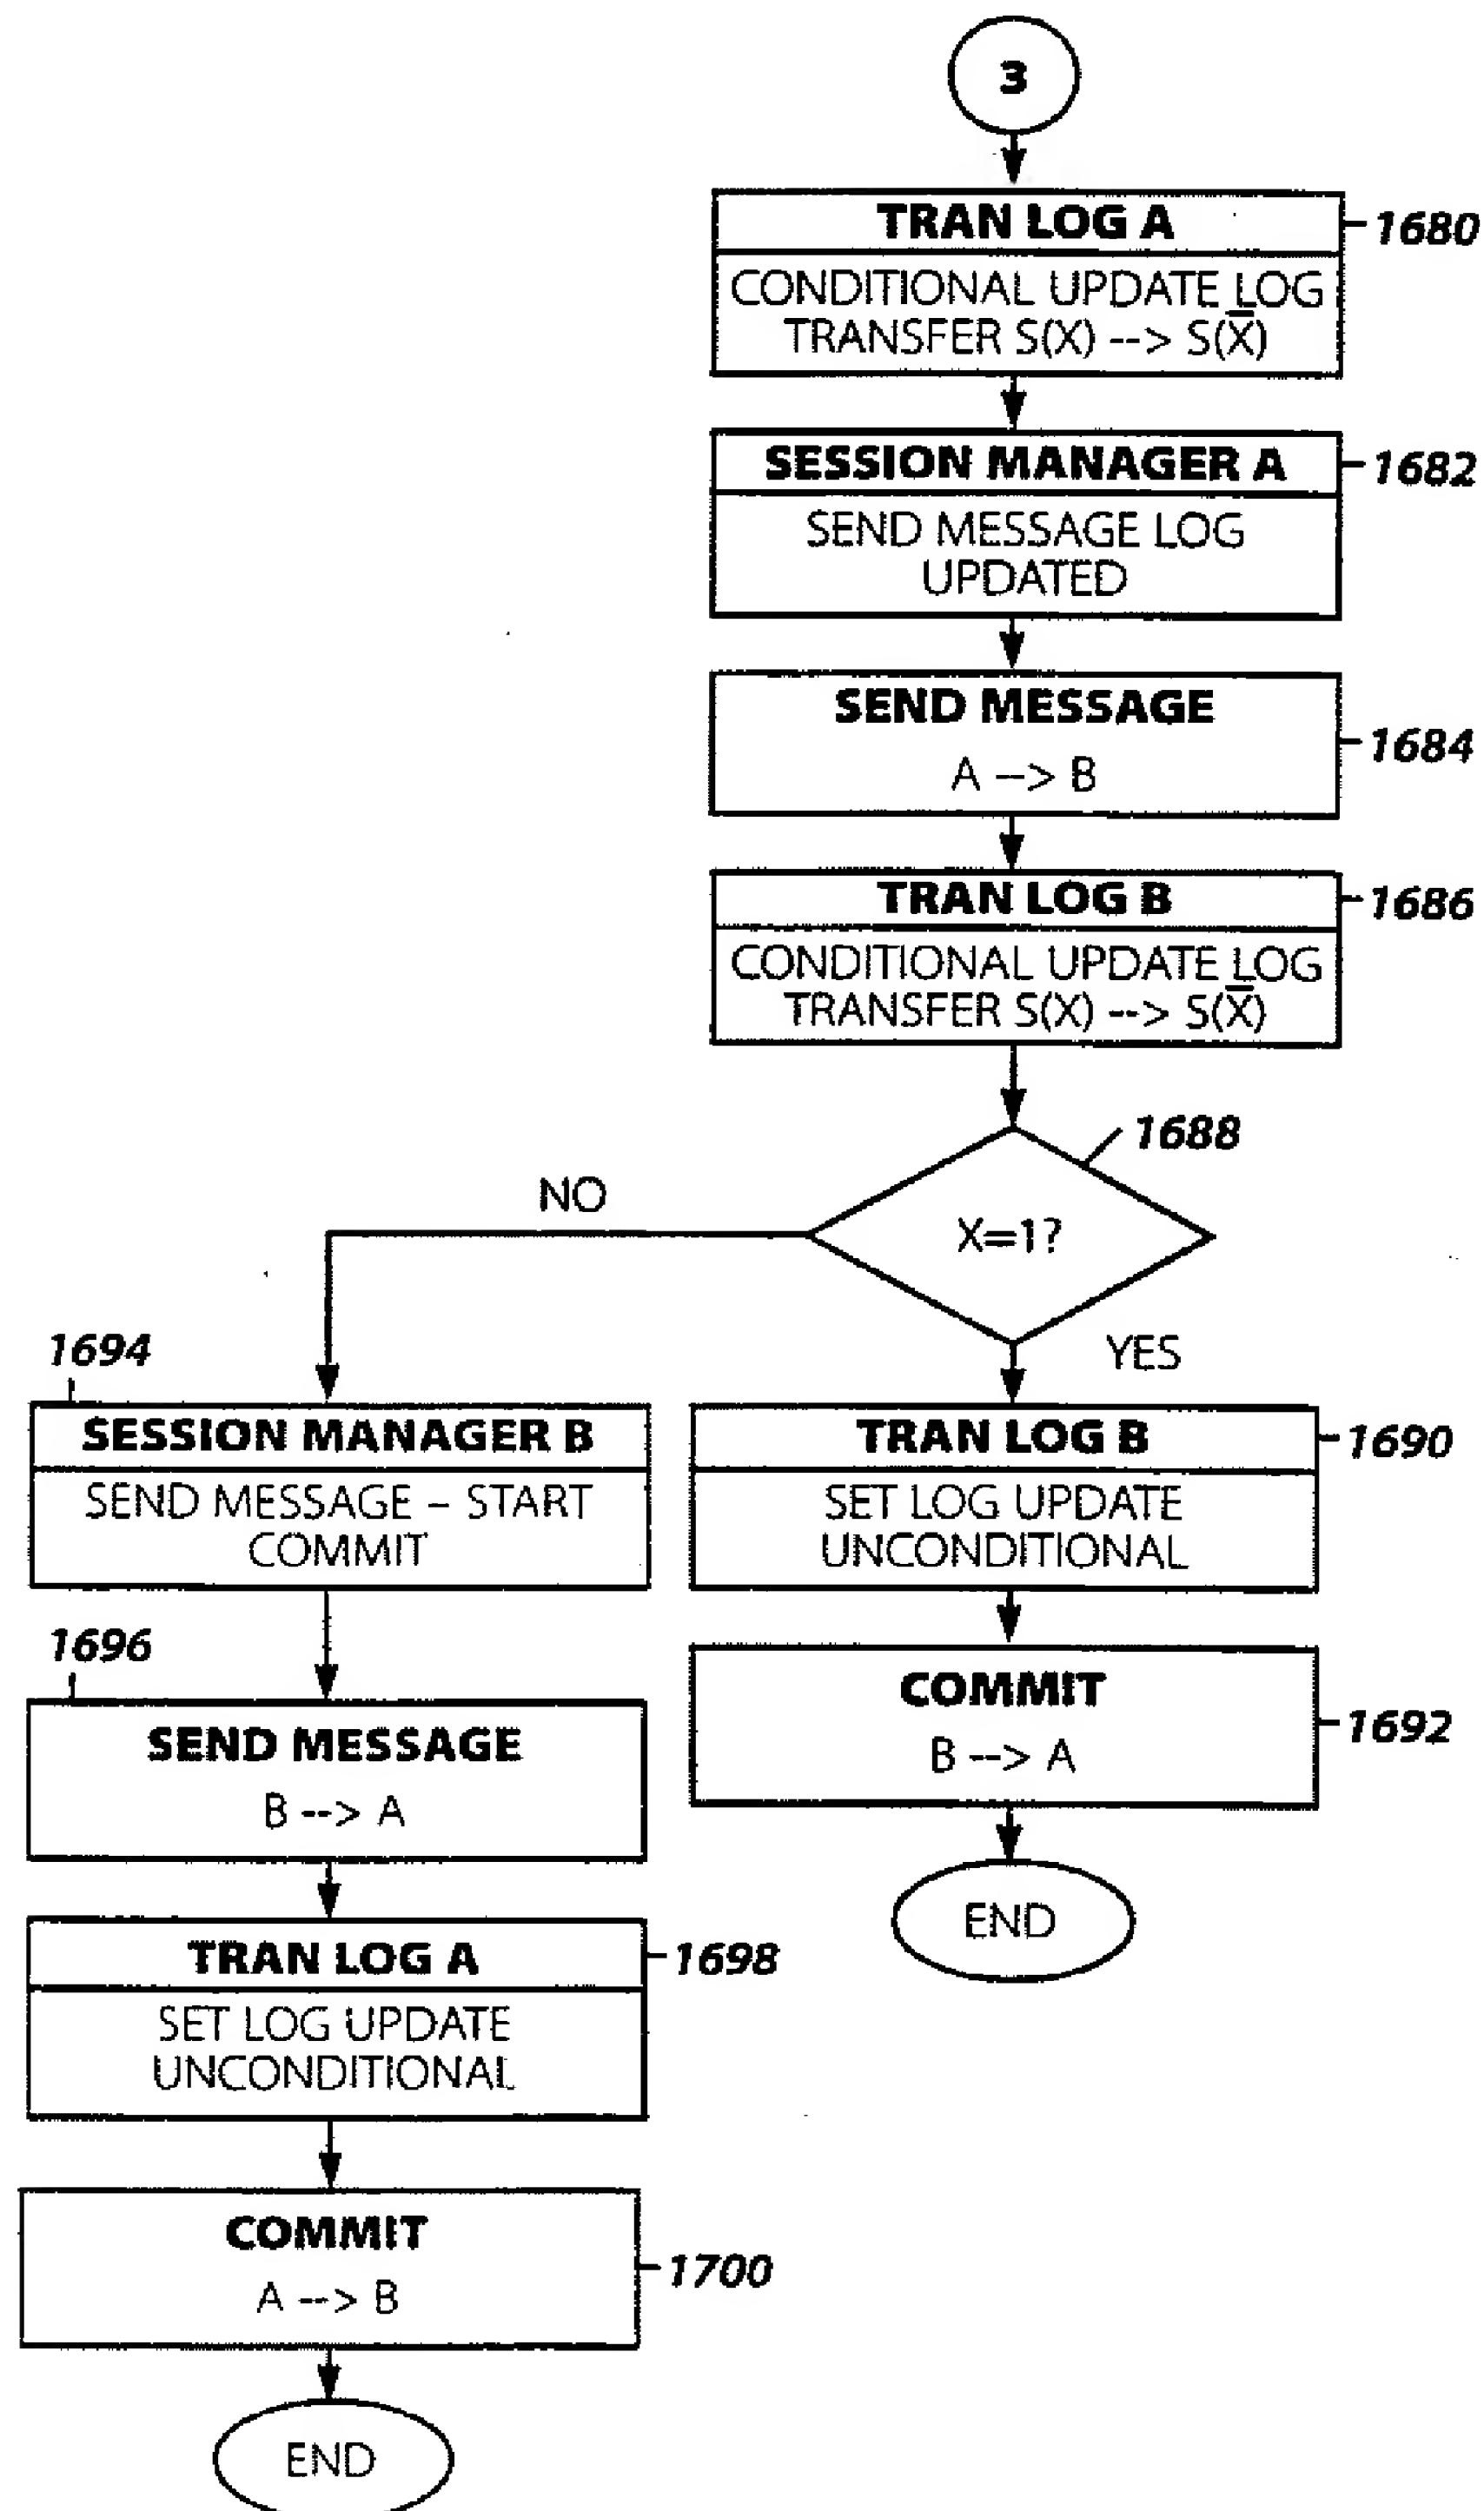 3
TRAN LOG A
1680
CONDITIONAL UPDATE LOG
TRANSFER S(X) --> S(X̅)
SESSION MANAGER A
1682
SEND MESSAGE LOG
UPDATED
SEND MESSAGE
1684
A --> B
TRAN LOG B
1686
CONDITIONAL UPDATE LOG
TRANSFER S(X) --> S(X̅)
1688
NO
X=1?
YES
1694
SESSION MANAGER B
SEND MESSAGE – START
COMMIT
1696
SEND MESSAGE
B --> A
TRAN LOG A
1698
SET LOG UPDATE
UNCONDITIONAL
COMMIT
1700
A --> B
END
TRAN LOG B
1690
SET LOG UPDATE
UNCONDITIONAL
COMMIT
1692
B --> A
END